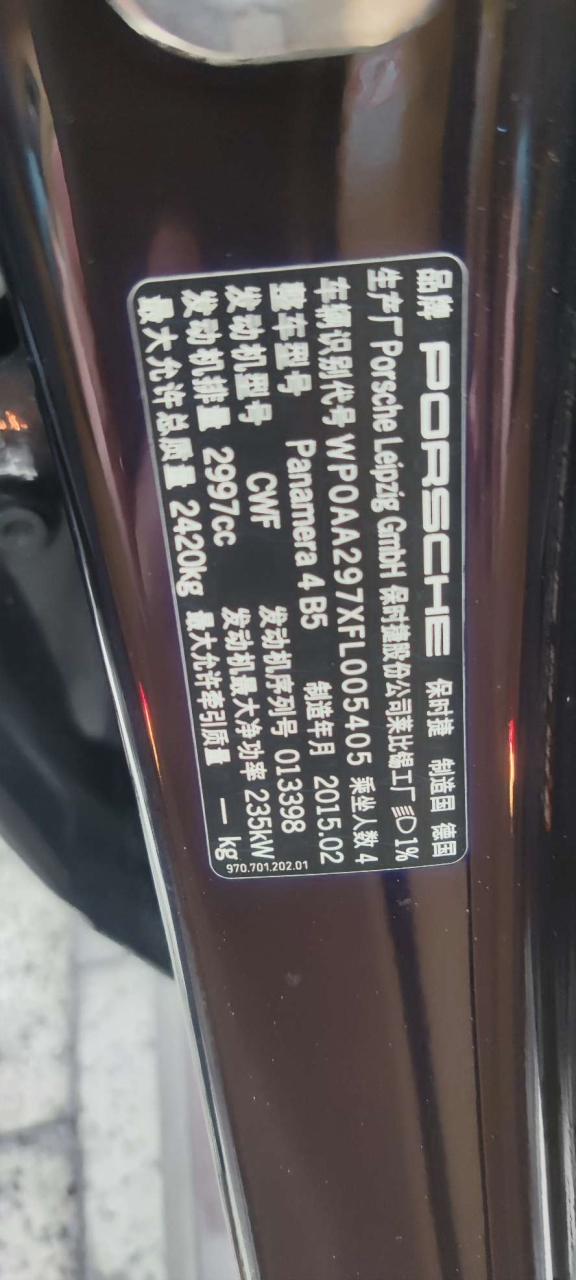 品牌 PORSCHE 保时捷 制造国 德国
生产厂 Porsche Leipzig GmbH 保时捷股份公司莱比锡工厂 1%
车辆识别代号 WP0AA297XFL005405 乘坐人数 4
整车型号 Panamera 4 B5 制造年月 2015.02
发动机型号 CWF 发动机序列号 013398
发动机排量 2997cc 发动机最大净功率 235kW
最大允许总质量 2420kg 最大允许牵引质量 — kg
970.701.202.01